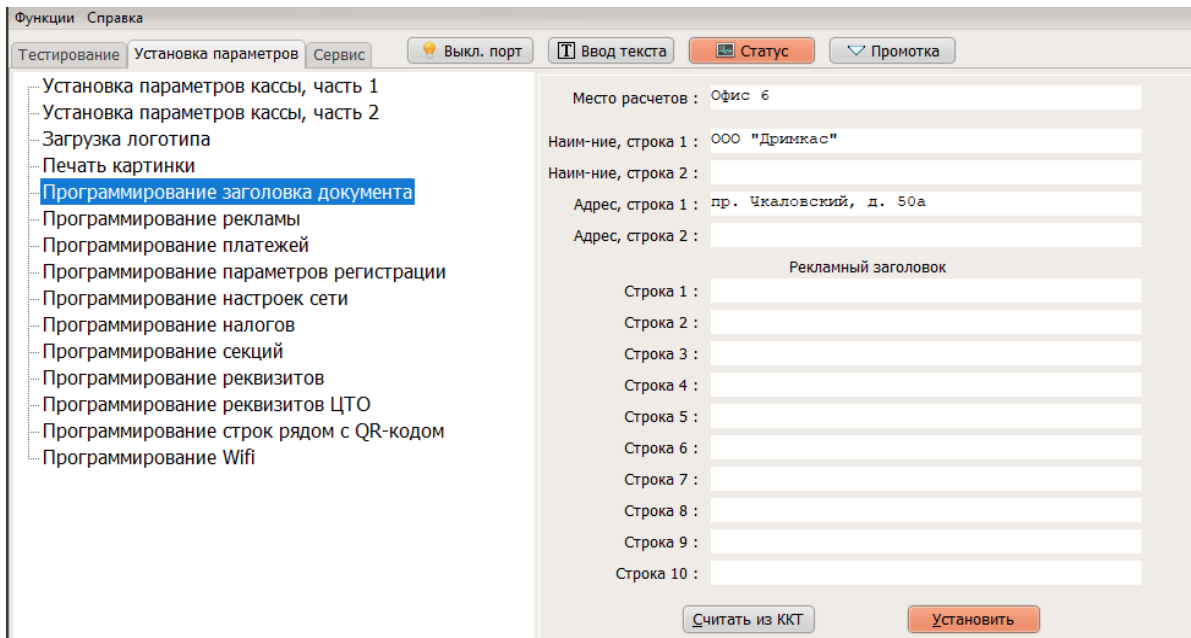 Функции Справка
Тестирование Установка параметров Сервис Выкл. порт Ввод текста Статус Промотка
Установка параметров кассы, часть 1
Установка параметров кассы, часть 2
Загрузка логотипа
Печать картинки
Программирование заголовка документа
Программирование рекламы
Программирование платежей
Программирование параметров регистрации
Программирование настроек сети
Программирование налогов
Программирование секций
Программирование реквизитов
Программирование реквизитов ЦТО
Программирование строк рядом с QR-кодом
Программирование Wifi
Место расчетов : Офис 6
Наим-ние, строка 1 : ООО "Дримкас"
Наим-ние, строка 2 :
Адрес, строка 1 : пр. Чкаловский, д. 50а
Адрес, строка 2 :
Рекламный заголовок
Строка 1 :
Строка 2 :
Строка 3 :
Строка 4 :
Строка 5 :
Строка 6 :
Строка 7 :
Строка 8 :
Строка 9 :
Строка 10 :
Считать из ККТ Установить